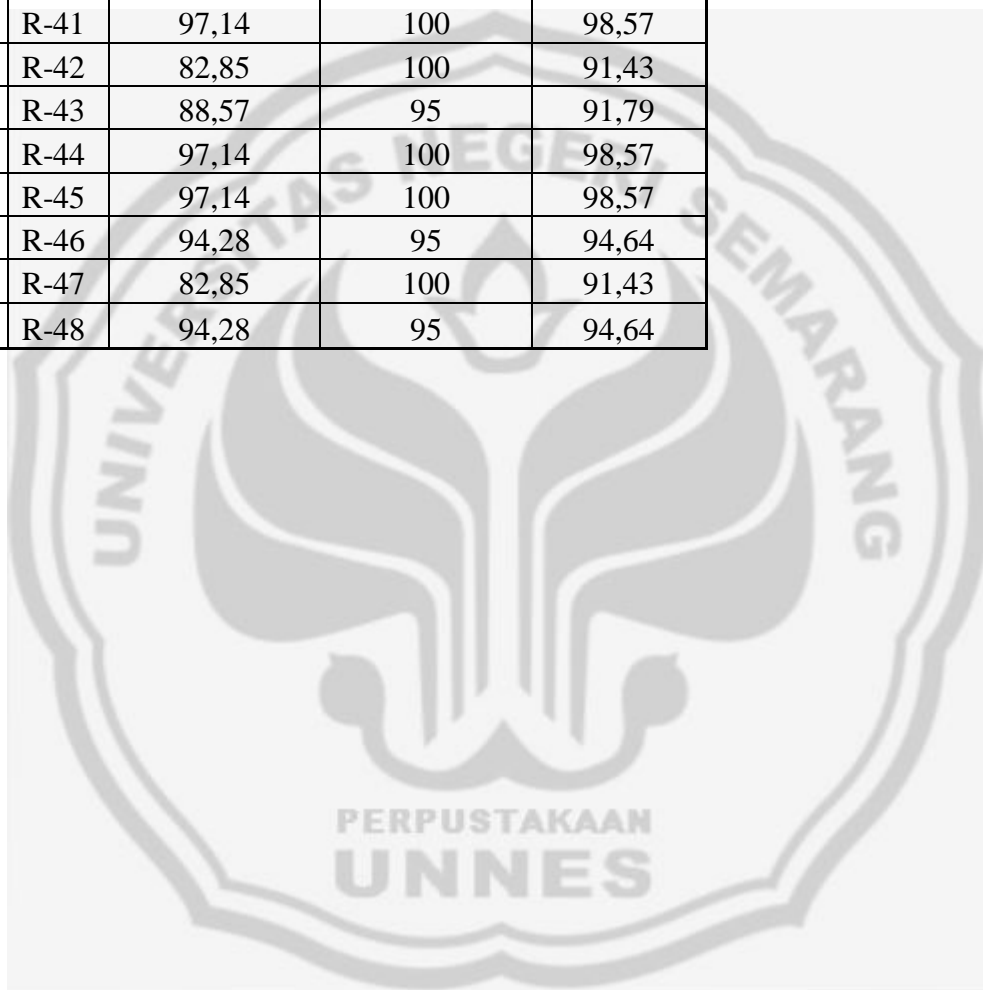 R-41 97,14 100 98,57
R-42 82,85 100 91,43
R-43 88,57 95 91,79
R-44 97,14 100 98,57
R-45 97,14 100 98,57
R-46 94,28 95 94,64
R-47 82,85 100 91,43
R-48 94,28 95 94,64
UNIVERSITAS NEGERI SEMARANG
PERPUSTAKAAN
UNNES